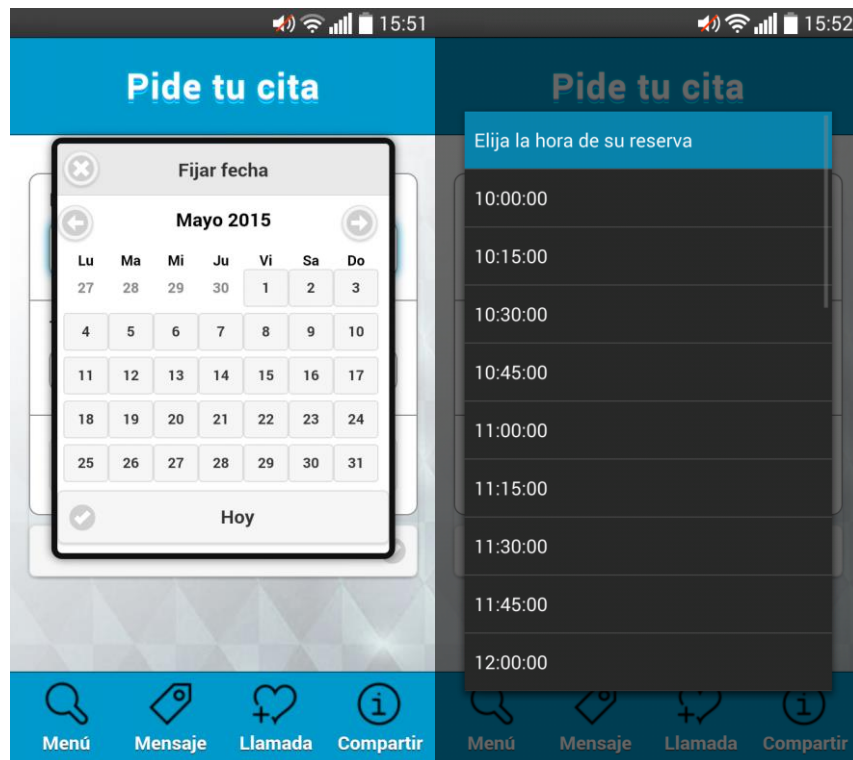 15:51
Pide tu cita
Fijar fecha
Mayo 2015
Lu Ma Mi Ju Vi Sa Do
27 28 29 30 1 2 3
4 5 6 7 8 9 10
11 12 13 14 15 16 17
18 19 20 21 22 23 24
25 26 27 28 29 30 31
Hoy
Menú Mensaje Llamada Compartir
15:52
Pide tu cita
Elija la hora de su reserva
10:00:00
10:15:00
10:30:00
10:45:00
11:00:00
11:15:00
11:30:00
11:45:00
12:00:00
Menú Mensaje Llamada Compartir